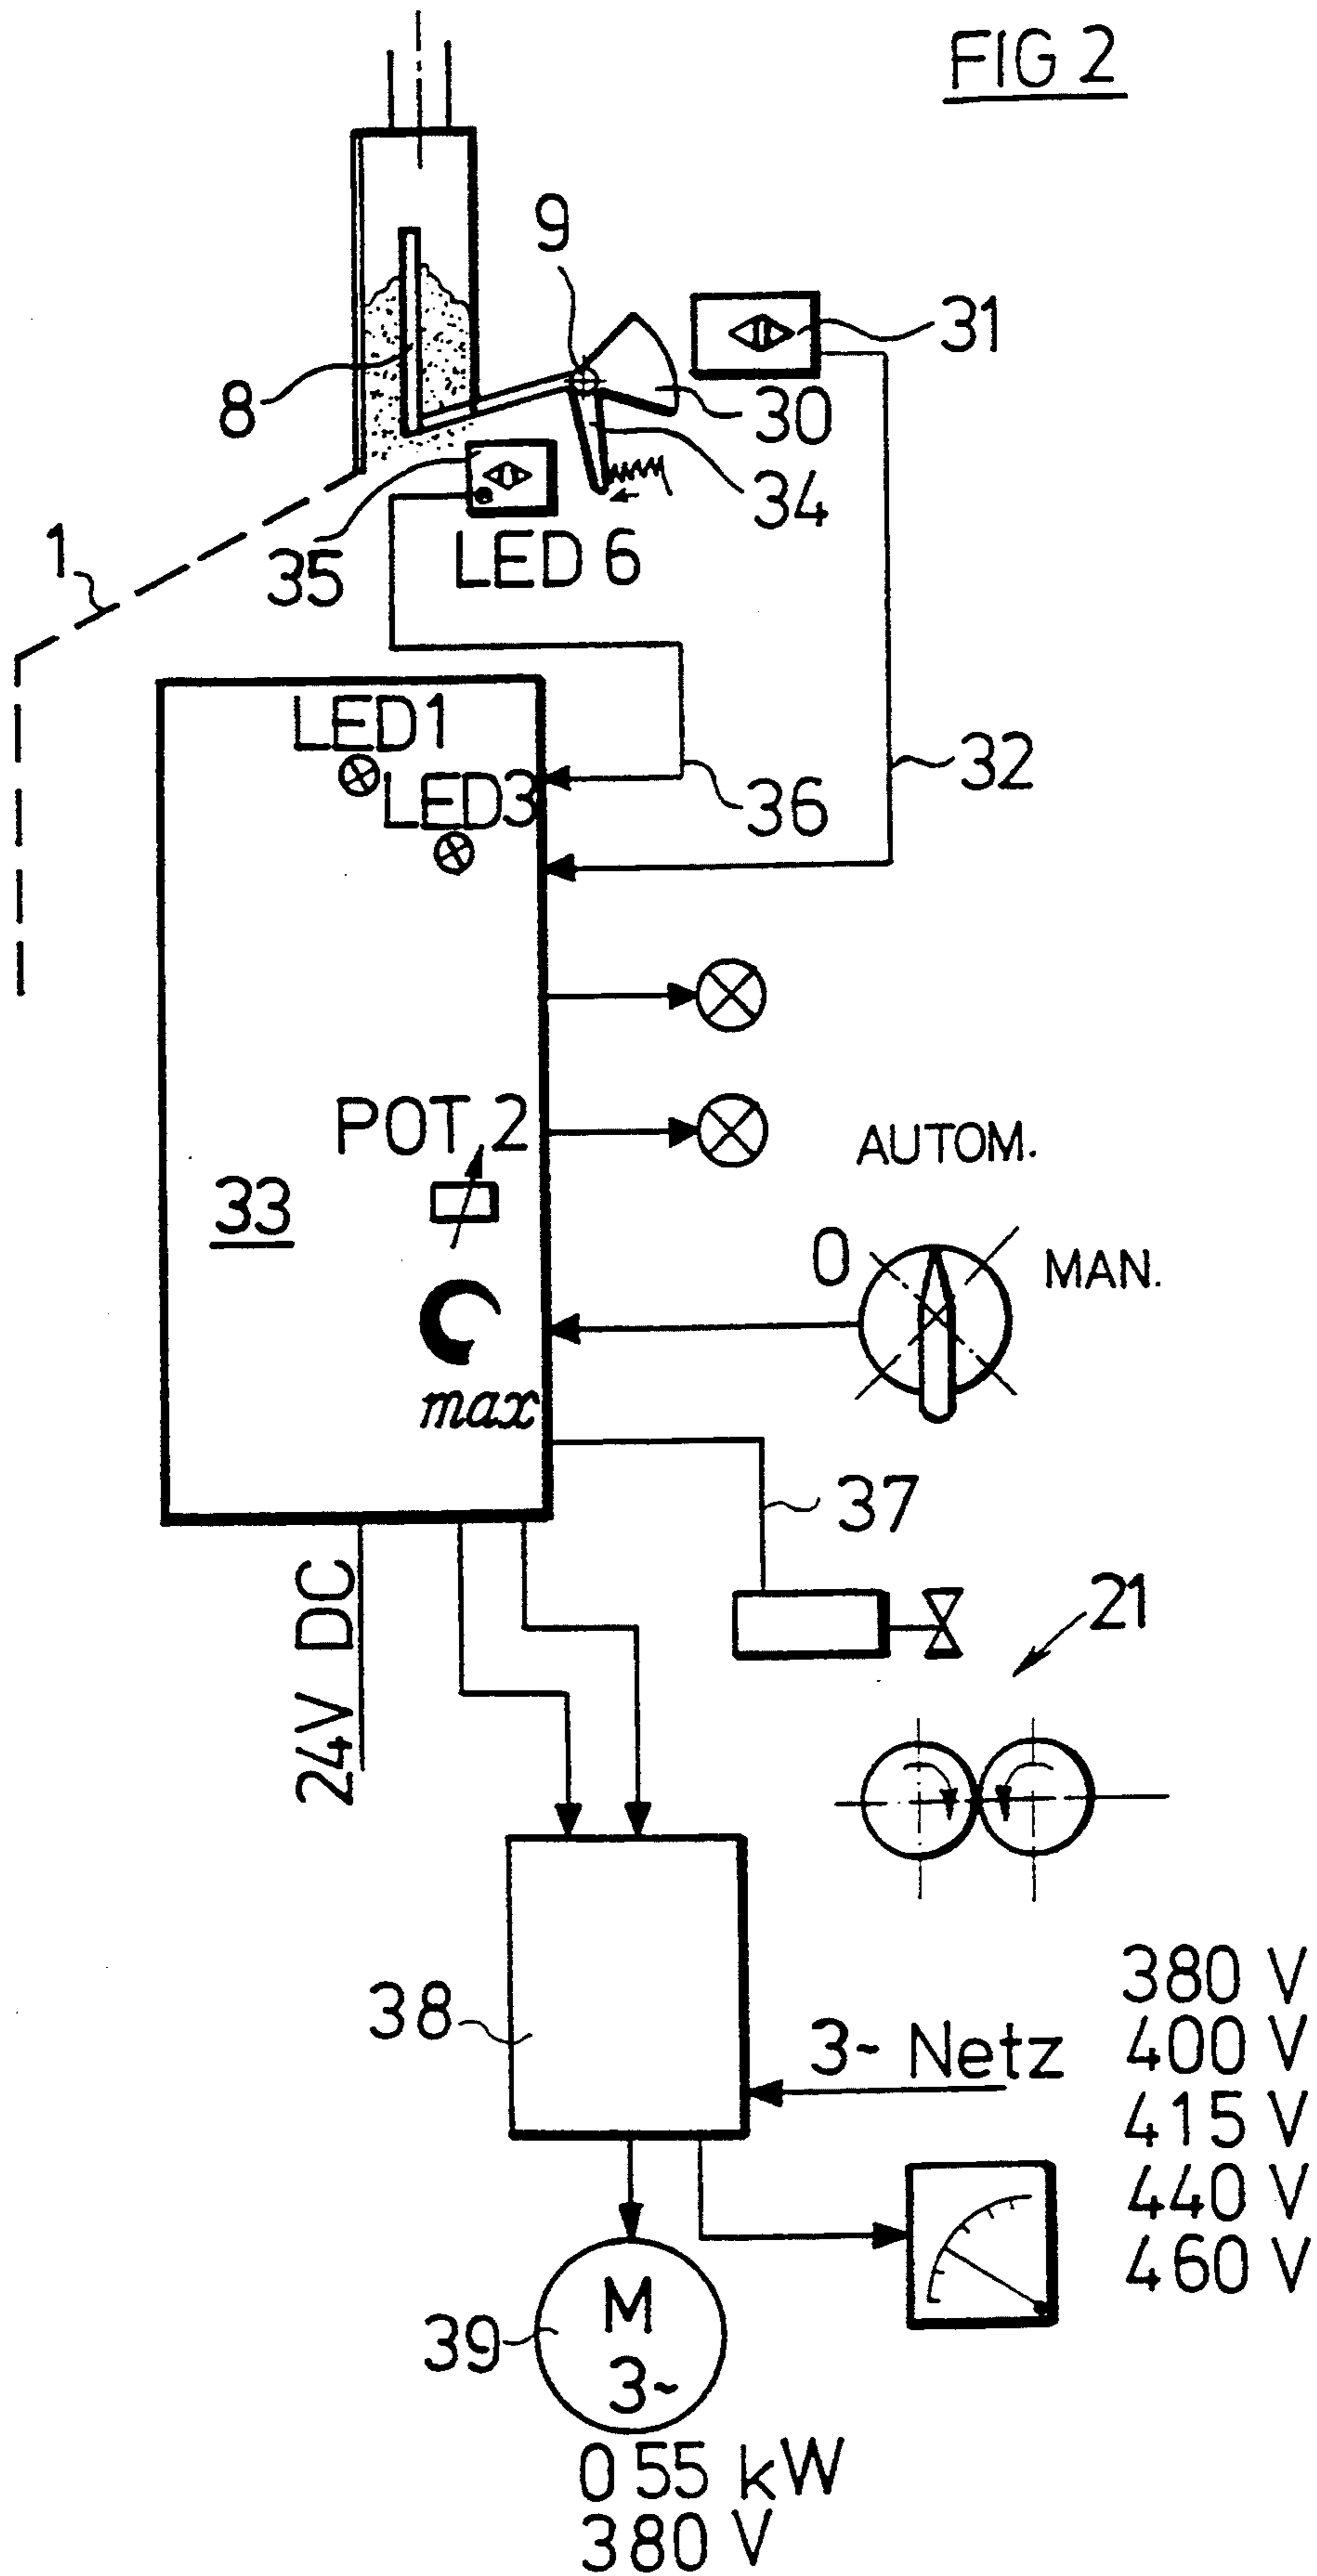 FIG 2
9
31
8
30
34
35
LED 6
1
LED1
32
LED3
36
POT 2
AUTOM.
33
0
MAN.
max
37
24V DC
21
38
3~ Netz
380 V
400 V
415 V
440 V
460 V
39
M
3~
0 55 kW
380 V